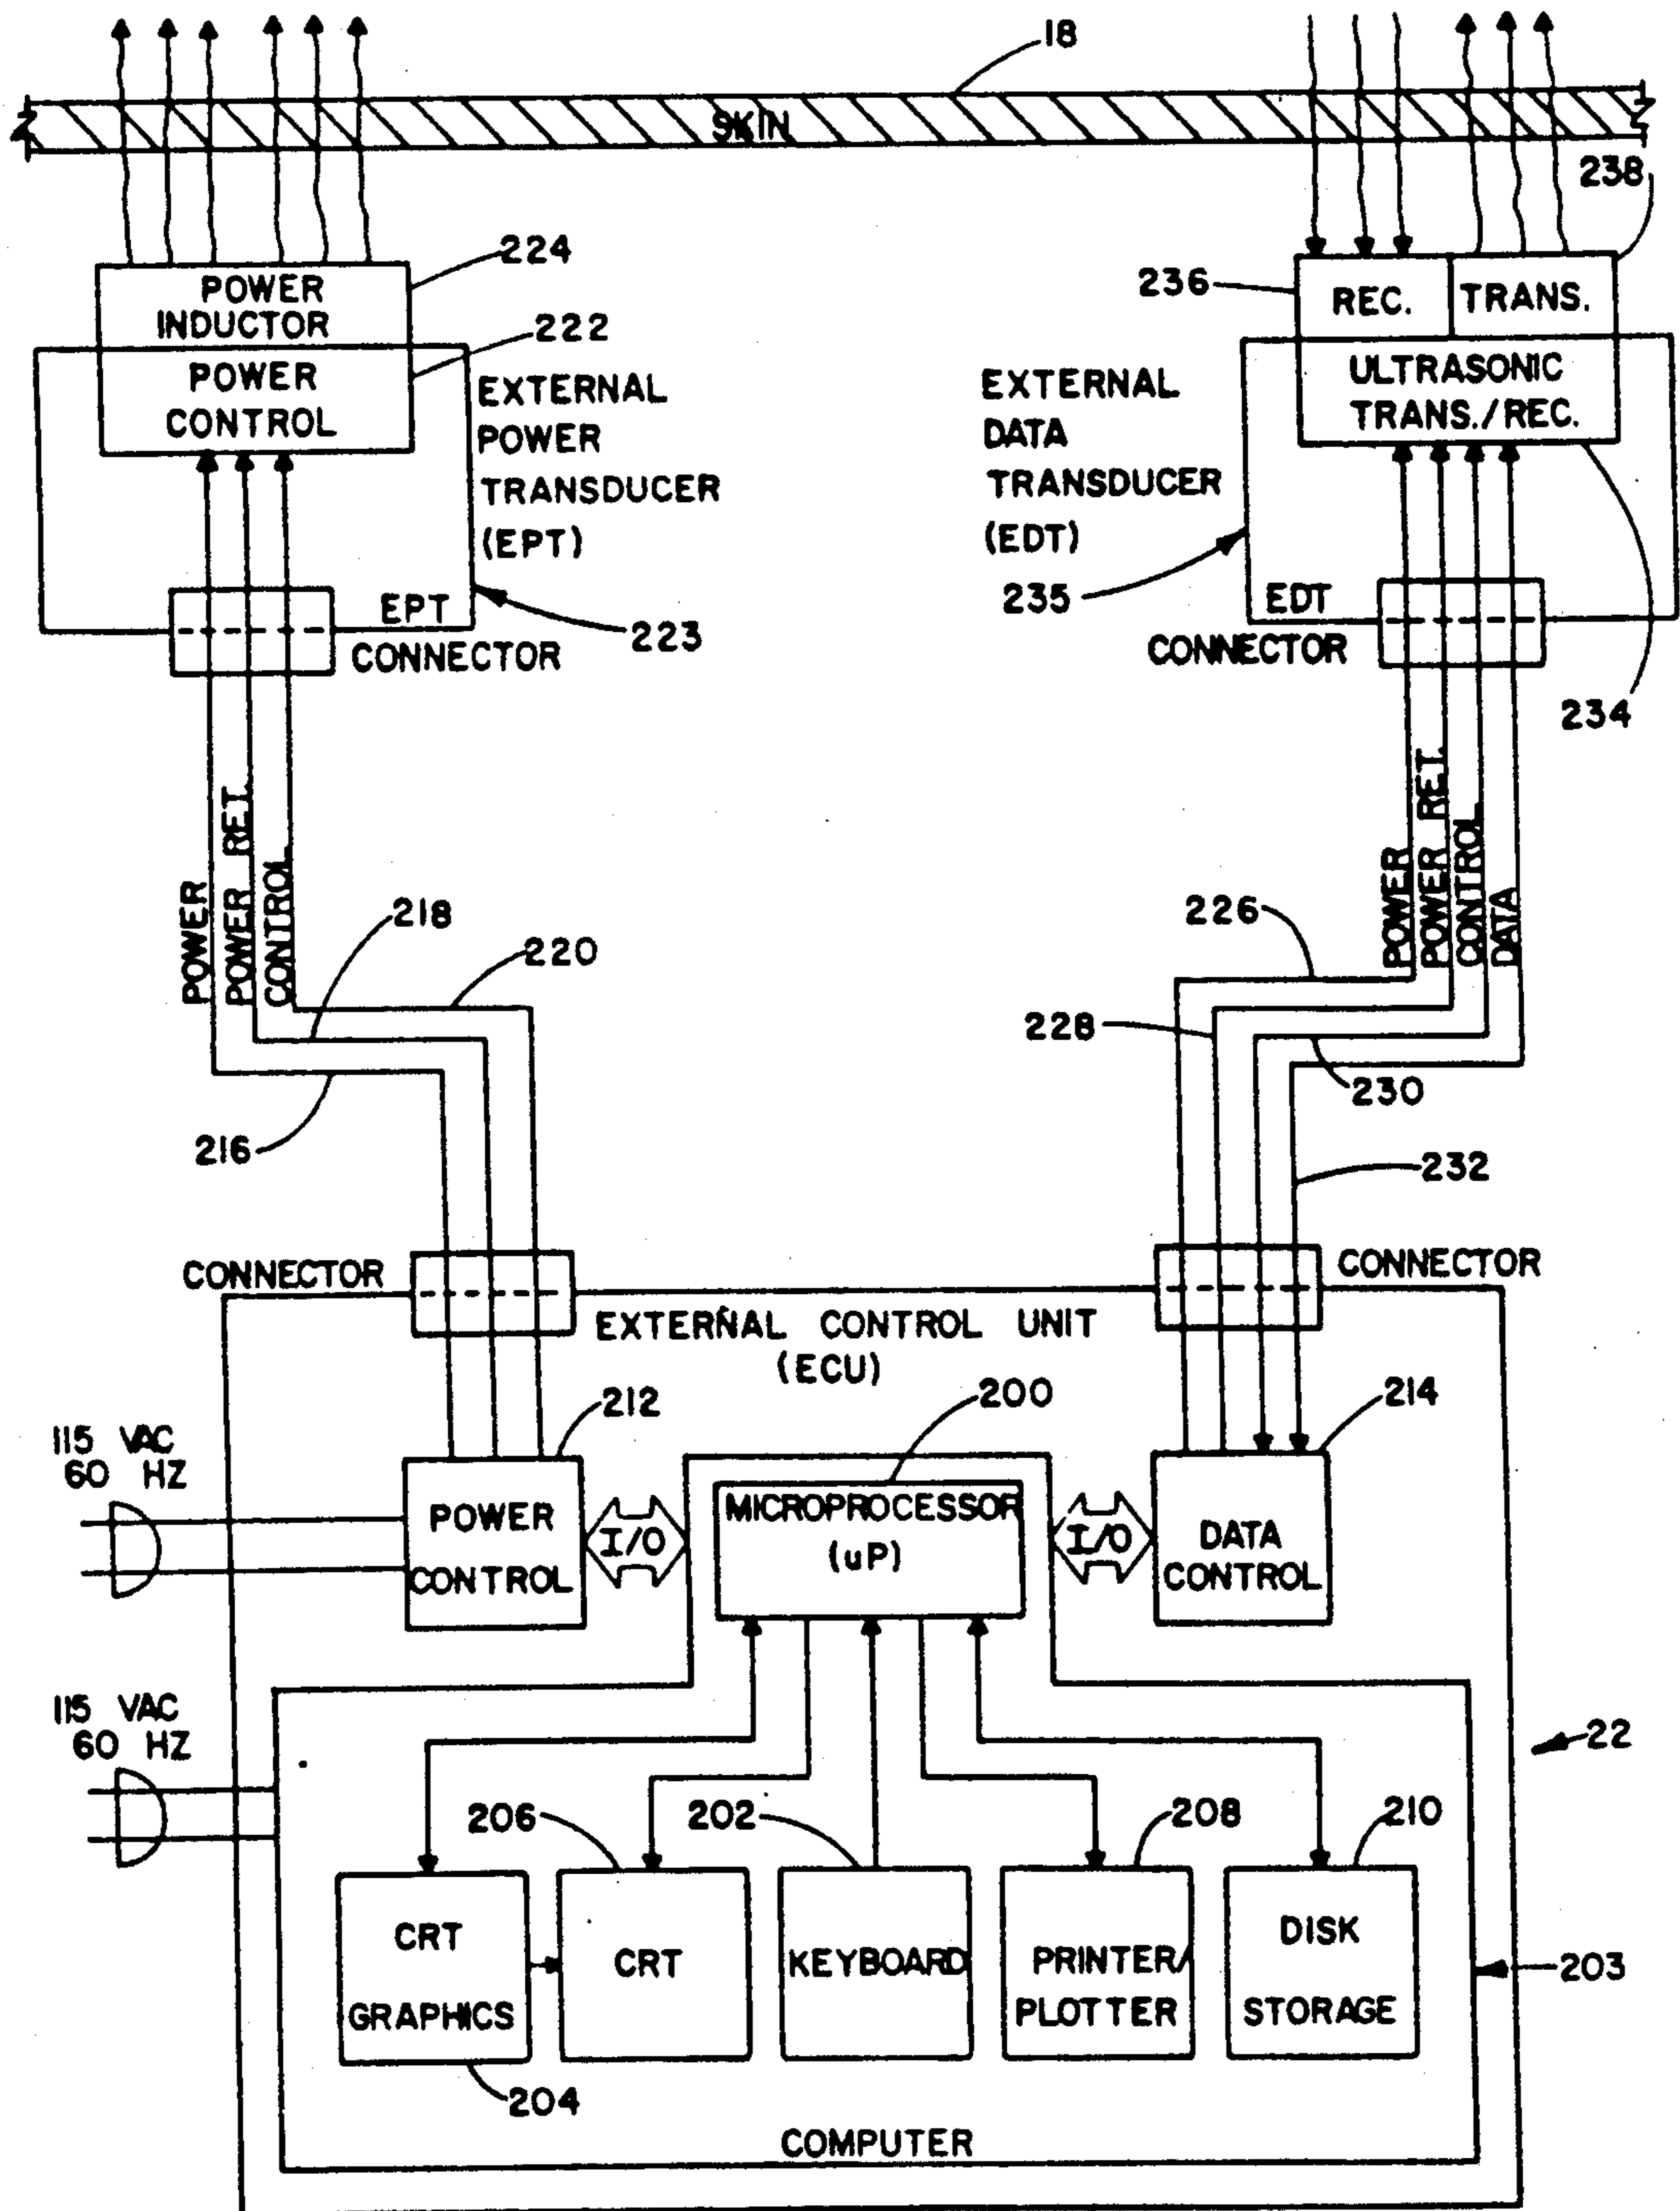 18
SKIN
238
224
POWER
INDUCTOR
222
POWER
CONTROL
EXTERNAL
POWER
TRANSDUCER
(EPT)
EPT
CONNECTOR
223
236
REC.
TRANS.
ULTRASONIC
TRANS./REC.
EXTERNAL
DATA
TRANSDUCER
(EDT)
235
EDT
CONNECTOR
234
POWER
POWER RET.
CONTROL
218
220
216
POWER
POWER RET.
CONTROL
DATA
226
228
230
232
CONNECTOR
CONNECTOR
EXTERNAL CONTROL UNIT
(ECU)
212
200
214
115 VAC
60 HZ
POWER
CONTROL
I/O
MICROPROCESSOR
(uP)
I/O
DATA
CONTROL
115 VAC
60 HZ
22
206
202
208
210
CRT
GRAPHICS
CRT
KEYBOARD
PRINTER/
PLOTTER
DISK
STORAGE
203
204
COMPUTER